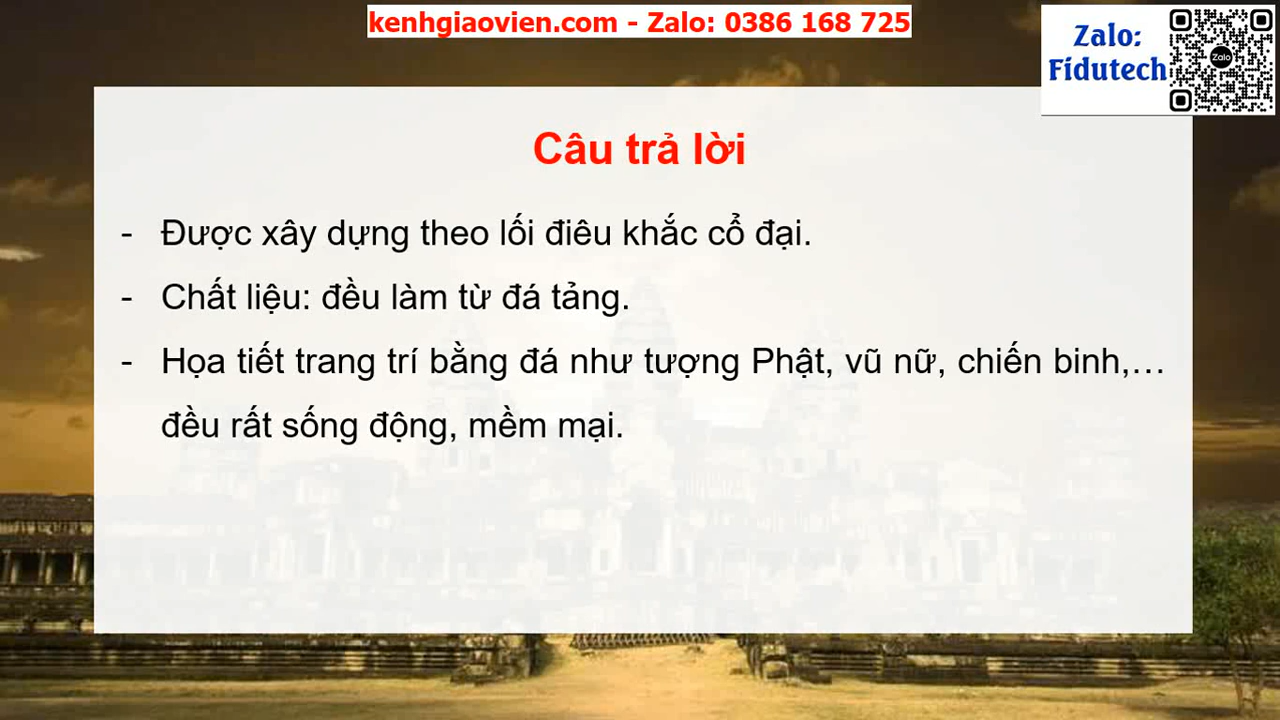 kenhgiaovien.com - Zalo: 0386 168 725
Zalo:
Fidutech
Zalo
Câu trả lời
- Được xây dựng theo lối điêu khắc cổ đại.
- Chất liệu: đều làm từ đá tảng.
- Họa tiết trang trí bằng đá như tượng Phật, vũ nữ, chiến binh,…
đều rất sống động, mềm mại.